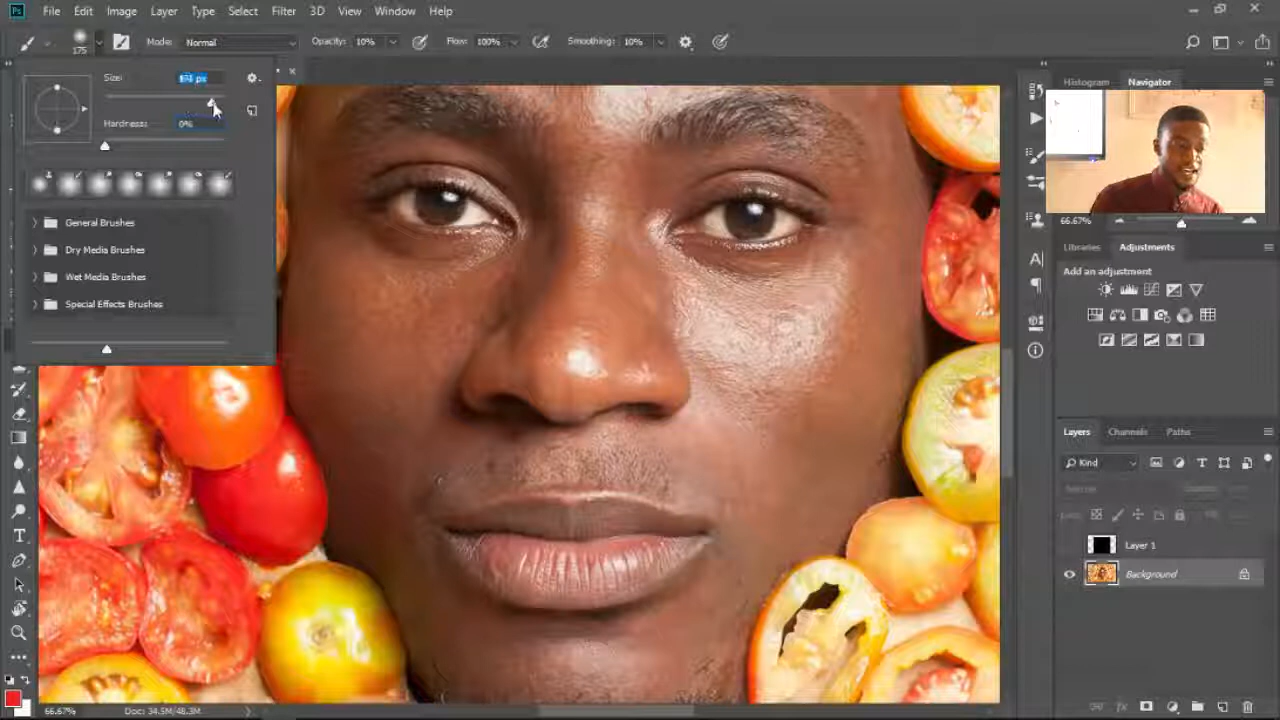 Ps File Edit Image Layer Type Select Filter 3D View Window Help
175 Mode: Normal Opacity: 10% Flow: 100% Smoothing: 10%
Size: px
Hardness: 0%
General Brushes
Dry Media Brushes
Wet Media Brushes
Special Effects Brushes
Histogram Navigator
66.67%
Libraries Adjustments
Add an adjustment
Layers Channels Paths
Kind
Layer 1
Background
66.67% Doc: 34.5M/48.3M